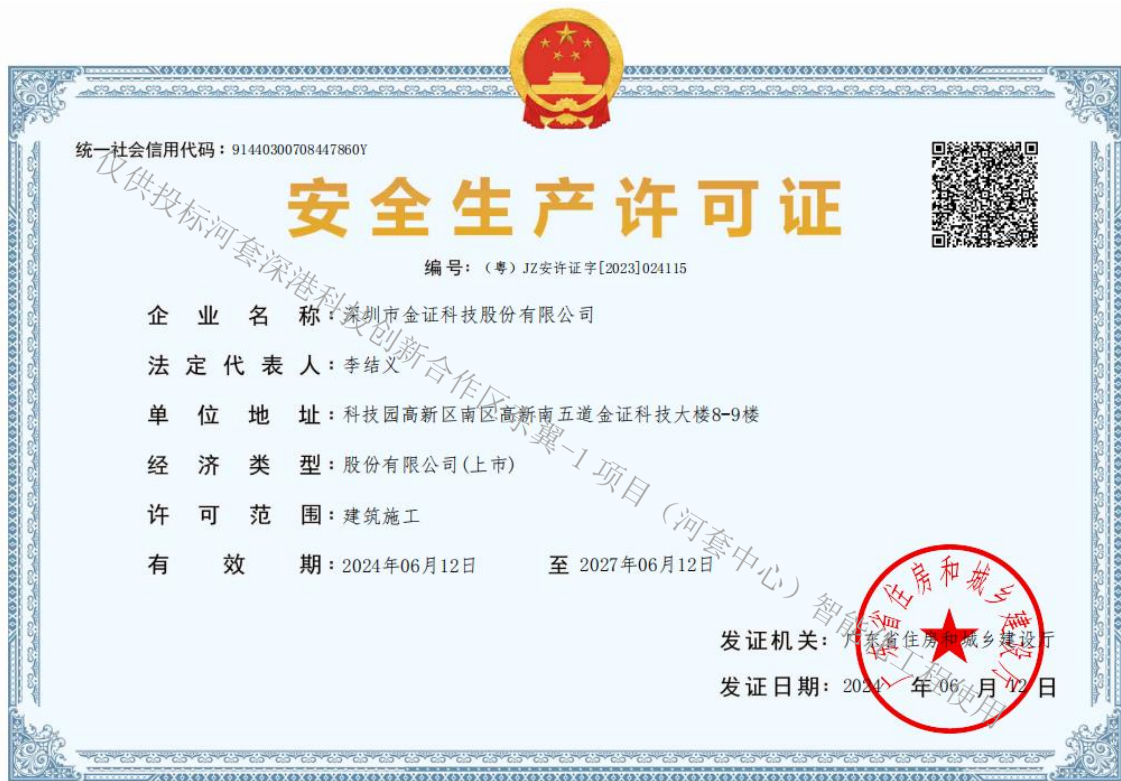 统一社会信用代码：91440300708447860Y
安全生产许可证
编号：（粤）JZ安许证字[2023]024115
企业名称：深圳市金证科技股份有限公司
法定代表人：李结义
单位地址：科技园高新区南区高新南五道金证科技大楼8-9楼
经济类型：股份有限公司(上市)
许可范围：建筑施工
有效期：2024年06月12日 至 2027年06月12日
发证机关：广东省住房和城乡建设厅
发证日期：2024年06月12日
广东省住房和城乡建设厅
仅供投标河套深港科技创新合作区东翼-1项目（河套中心）智能化工程使用